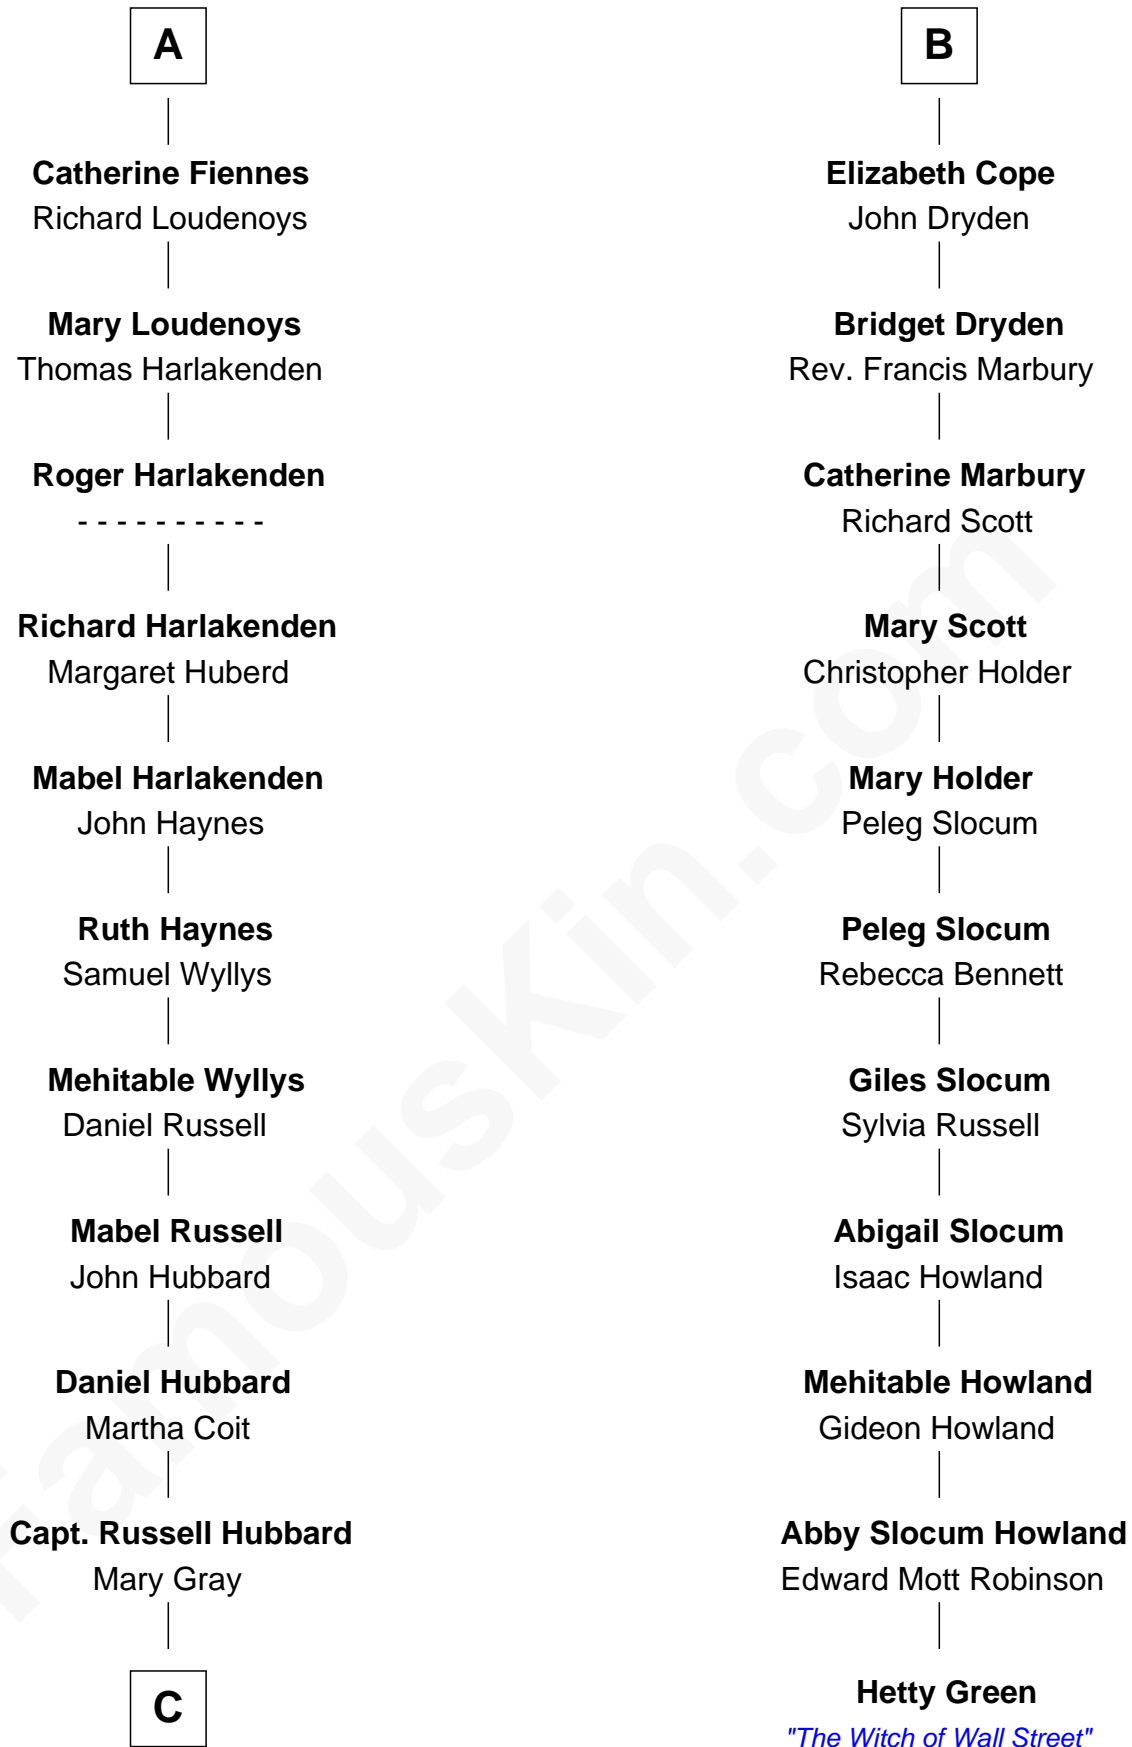 A
Catherine Fiennes
Richard Loudenoys
Mary Loudenoys
Thomas Harlakenden
Roger Harlakenden
- - - - - - - - - -
Richard Harlakenden
Margaret Huberd
Mabel Harlakenden
John Haynes
Ruth Haynes
Samuel Wyllys
Mehitable Wyllys
Daniel Russell
Mabel Russell
John Hubbard
Daniel Hubbard
Martha Coit
Capt. Russell Hubbard
Mary Gray
C
B
Elizabeth Cope
John Dryden
Bridget Dryden
Rev. Francis Marbury
Catherine Marbury
Richard Scott
Mary Scott
Christopher Holder
Mary Holder
Peleg Slocum
Peleg Slocum
Rebecca Bennett
Giles Slocum
Sylvia Russell
Abigail Slocum
Isaac Howland
Mehitable Howland
Gideon Howland
Abby Slocum Howland
Edward Mott Robinson
Hetty Green
"The Witch of Wall Street"
FamousKin.com